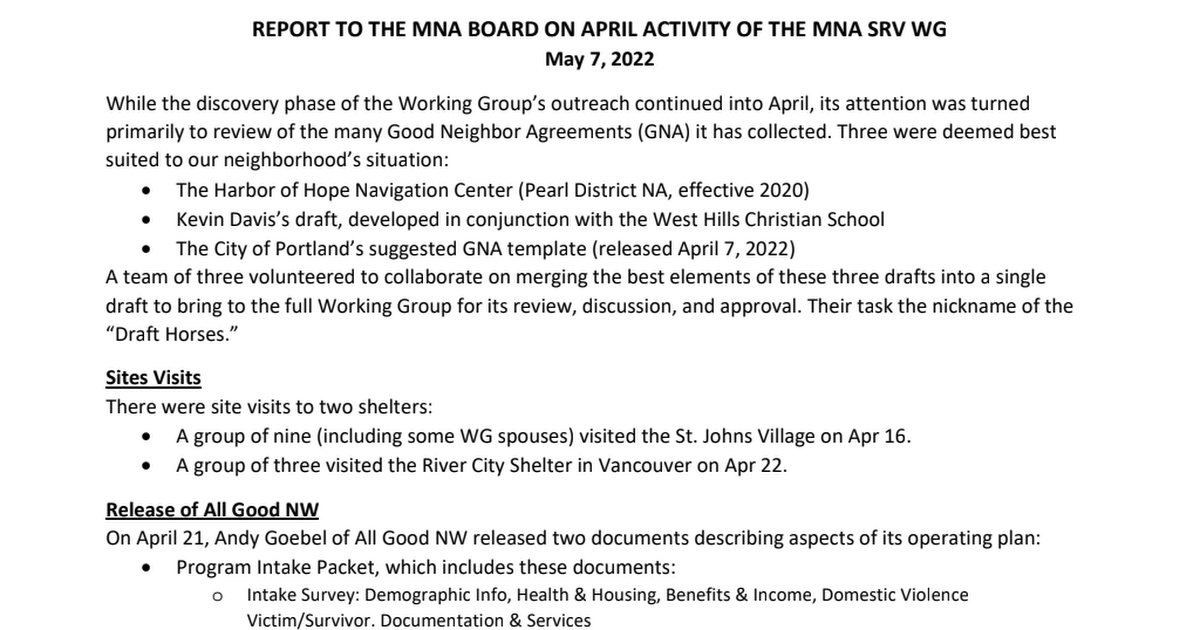 REPORT TO THE MNA BOARD ON APRIL ACTIVITY OF THE MNA SRV WG
May 7, 2022
While the discovery phase of the Working Group’s outreach continued into April, its attention was turned
primarily to review of the many Good Neighbor Agreements (GNA) it has collected. Three were deemed best
suited to our neighborhood’s situation:
• The Harbor of Hope Navigation Center (Pearl District NA, effective 2020)
• Kevin Davis’s draft, developed in conjunction with the West Hills Christian School
• The City of Portland’s suggested GNA template (released April 7, 2022)
A team of three volunteered to collaborate on merging the best elements of these three drafts into a single
draft to bring to the full Working Group for its review, discussion, and approval. Their task the nickname of the
“Draft Horses.”
Sites Visits
There were site visits to two shelters:
• A group of nine (including some WG spouses) visited the St. Johns Village on Apr 16.
• A group of three visited the River City Shelter in Vancouver on Apr 22.
Release of All Good NW
On April 21, Andy Goebel of All Good NW released two documents describing aspects of its operating plan:
• Program Intake Packet, which includes these documents:
o Intake Survey: Demographic Info, Health & Housing, Benefits & Income, Domestic Violence
Victim/Survivor. Documentation & Services